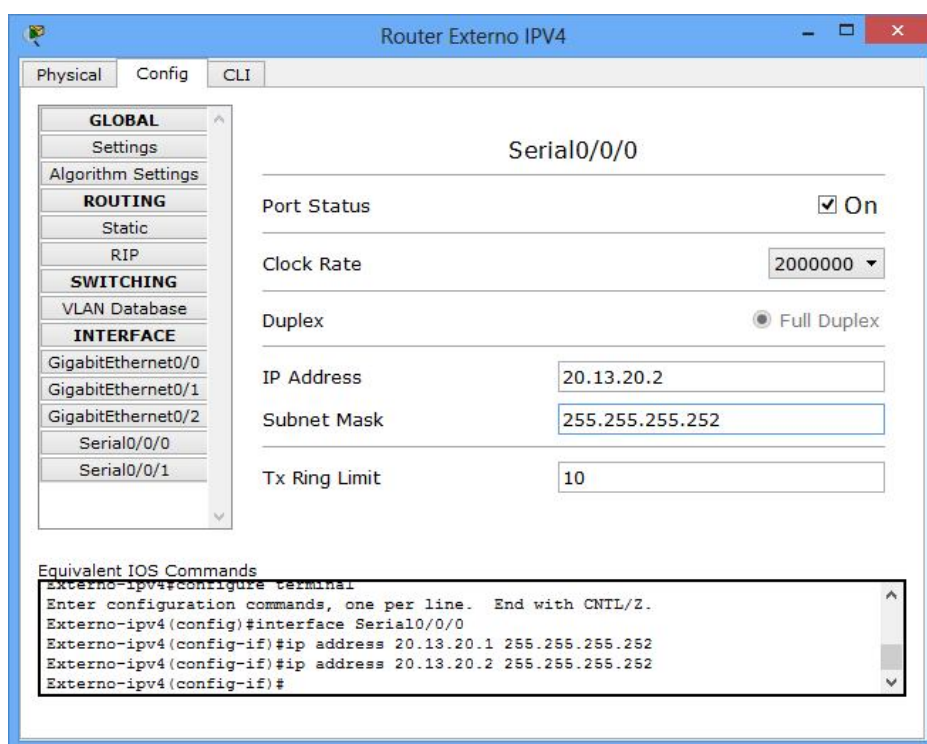 Router Externo IPV4
Physical Config CLI
GLOBAL
Settings
Algorithm Settings
ROUTING
Static
RIP
SWITCHING
VLAN Database
INTERFACE
GigabitEthernet0/0
GigabitEthernet0/1
GigabitEthernet0/2
Serial0/0/0
Serial0/0/1
Serial0/0/0
Port Status On
Clock Rate 2000000
Duplex Full Duplex
IP Address 20.13.20.2
Subnet Mask 255.255.255.252
Tx Ring Limit 10
Equivalent IOS Commands
Externo-ipv4#configure terminal
Enter configuration commands, one per line. End with CNTL/Z.
Externo-ipv4(config)#interface Serial0/0/0
Externo-ipv4(config-if)#ip address 20.13.20.1 255.255.255.252
Externo-ipv4(config-if)#ip address 20.13.20.2 255.255.255.252
Externo-ipv4(config-if)#